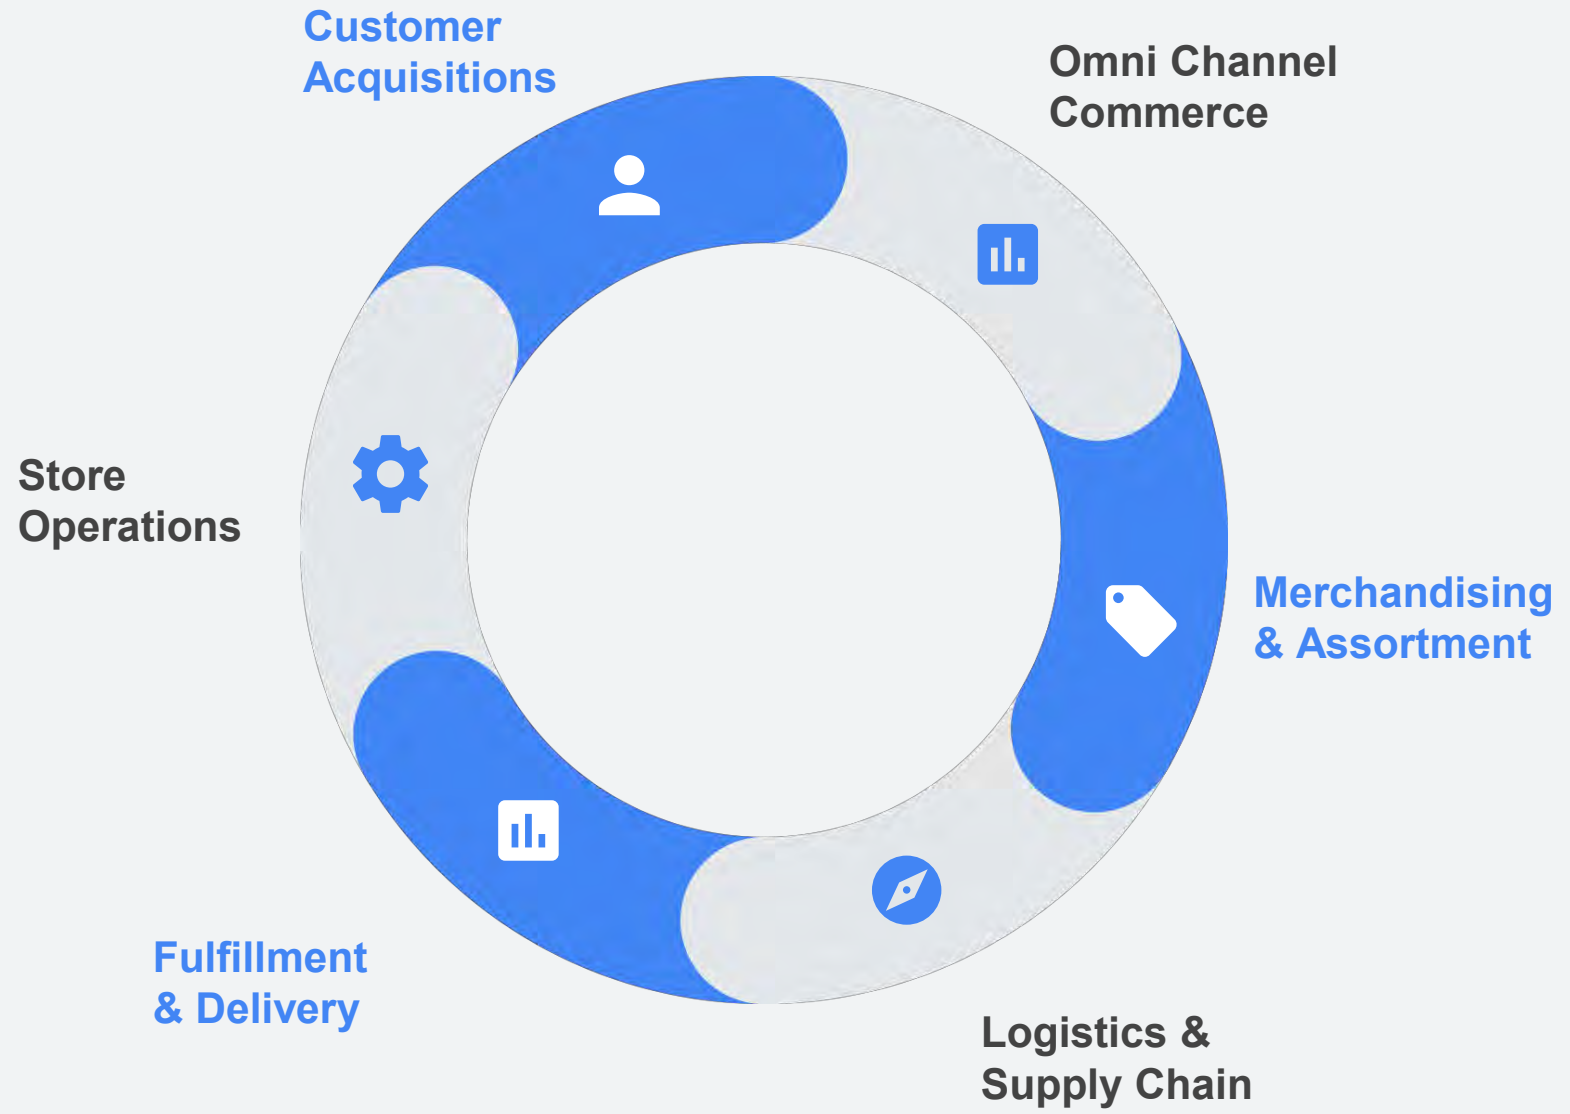 Customer
Acquisitions
Omni Channel
Commerce
Merchandising
& Assortment
Logistics &
Supply Chain
Fulfillment
& Delivery
Store
Operations